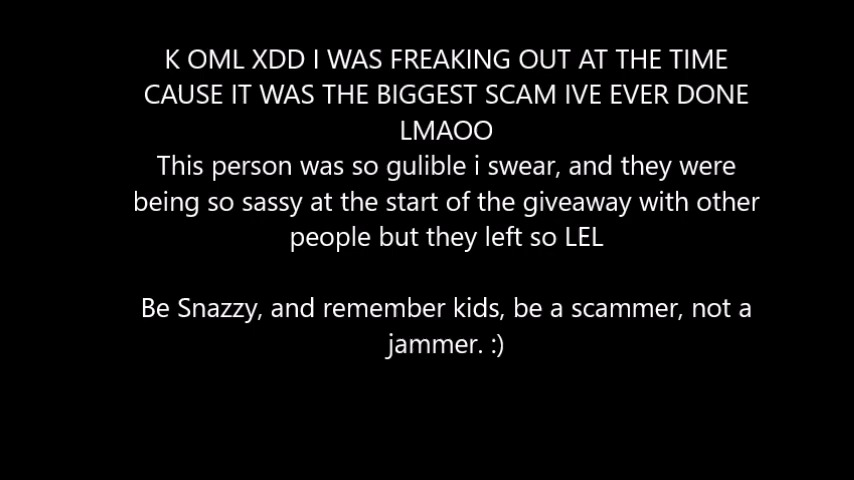 K OML XDD I WAS FREAKING OUT AT THE TIME
CAUSE IT WAS THE BIGGEST SCAM IVE EVER DONE
LMAOO
This person was so gulible i swear, and they were
being so sassy at the start of the giveaway with other
people but they left so LEL
Be Snazzy, and remember kids, be a scammer, not a
jammer. :)